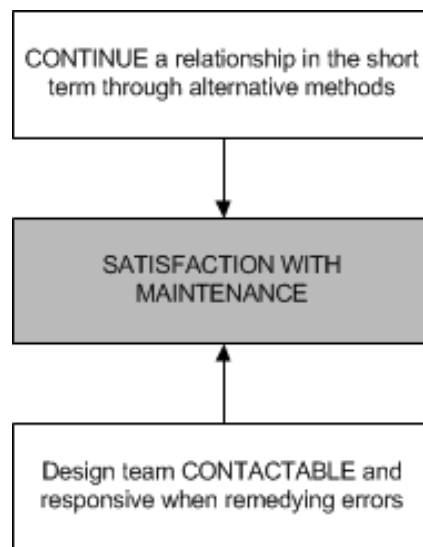 CONTINUE a relationship in the short
term through alternative methods
SATISFACTION WITH
MAINTENANCE
Design team CONTACTABLE and
responsive when remedying errors